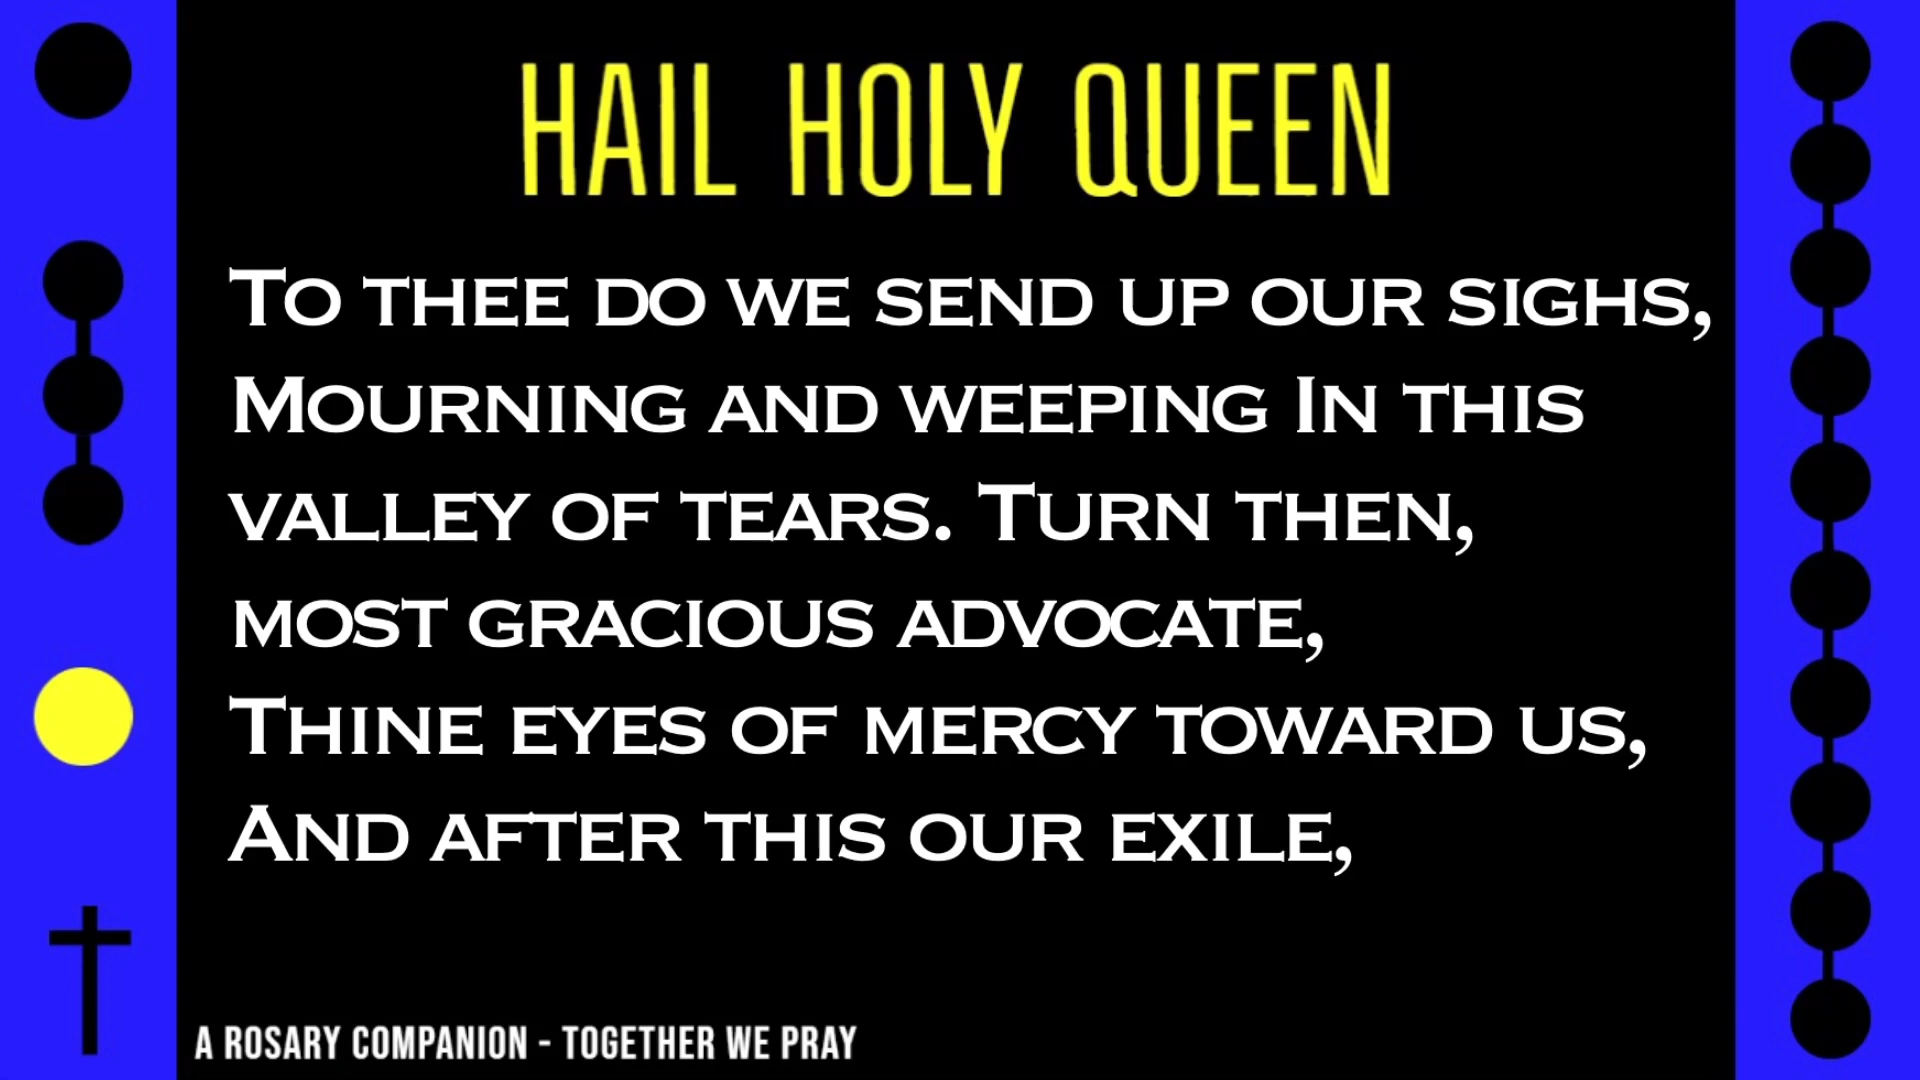 HAIL HOLY QUEEN
To thee do we send up our sighs,
Mourning and weeping In this
valley of tears. Turn then,
most gracious advocate,
Thine eyes of mercy toward us,
And after this our exile,
A ROSARY COMPANION - TOGETHER WE PRAY